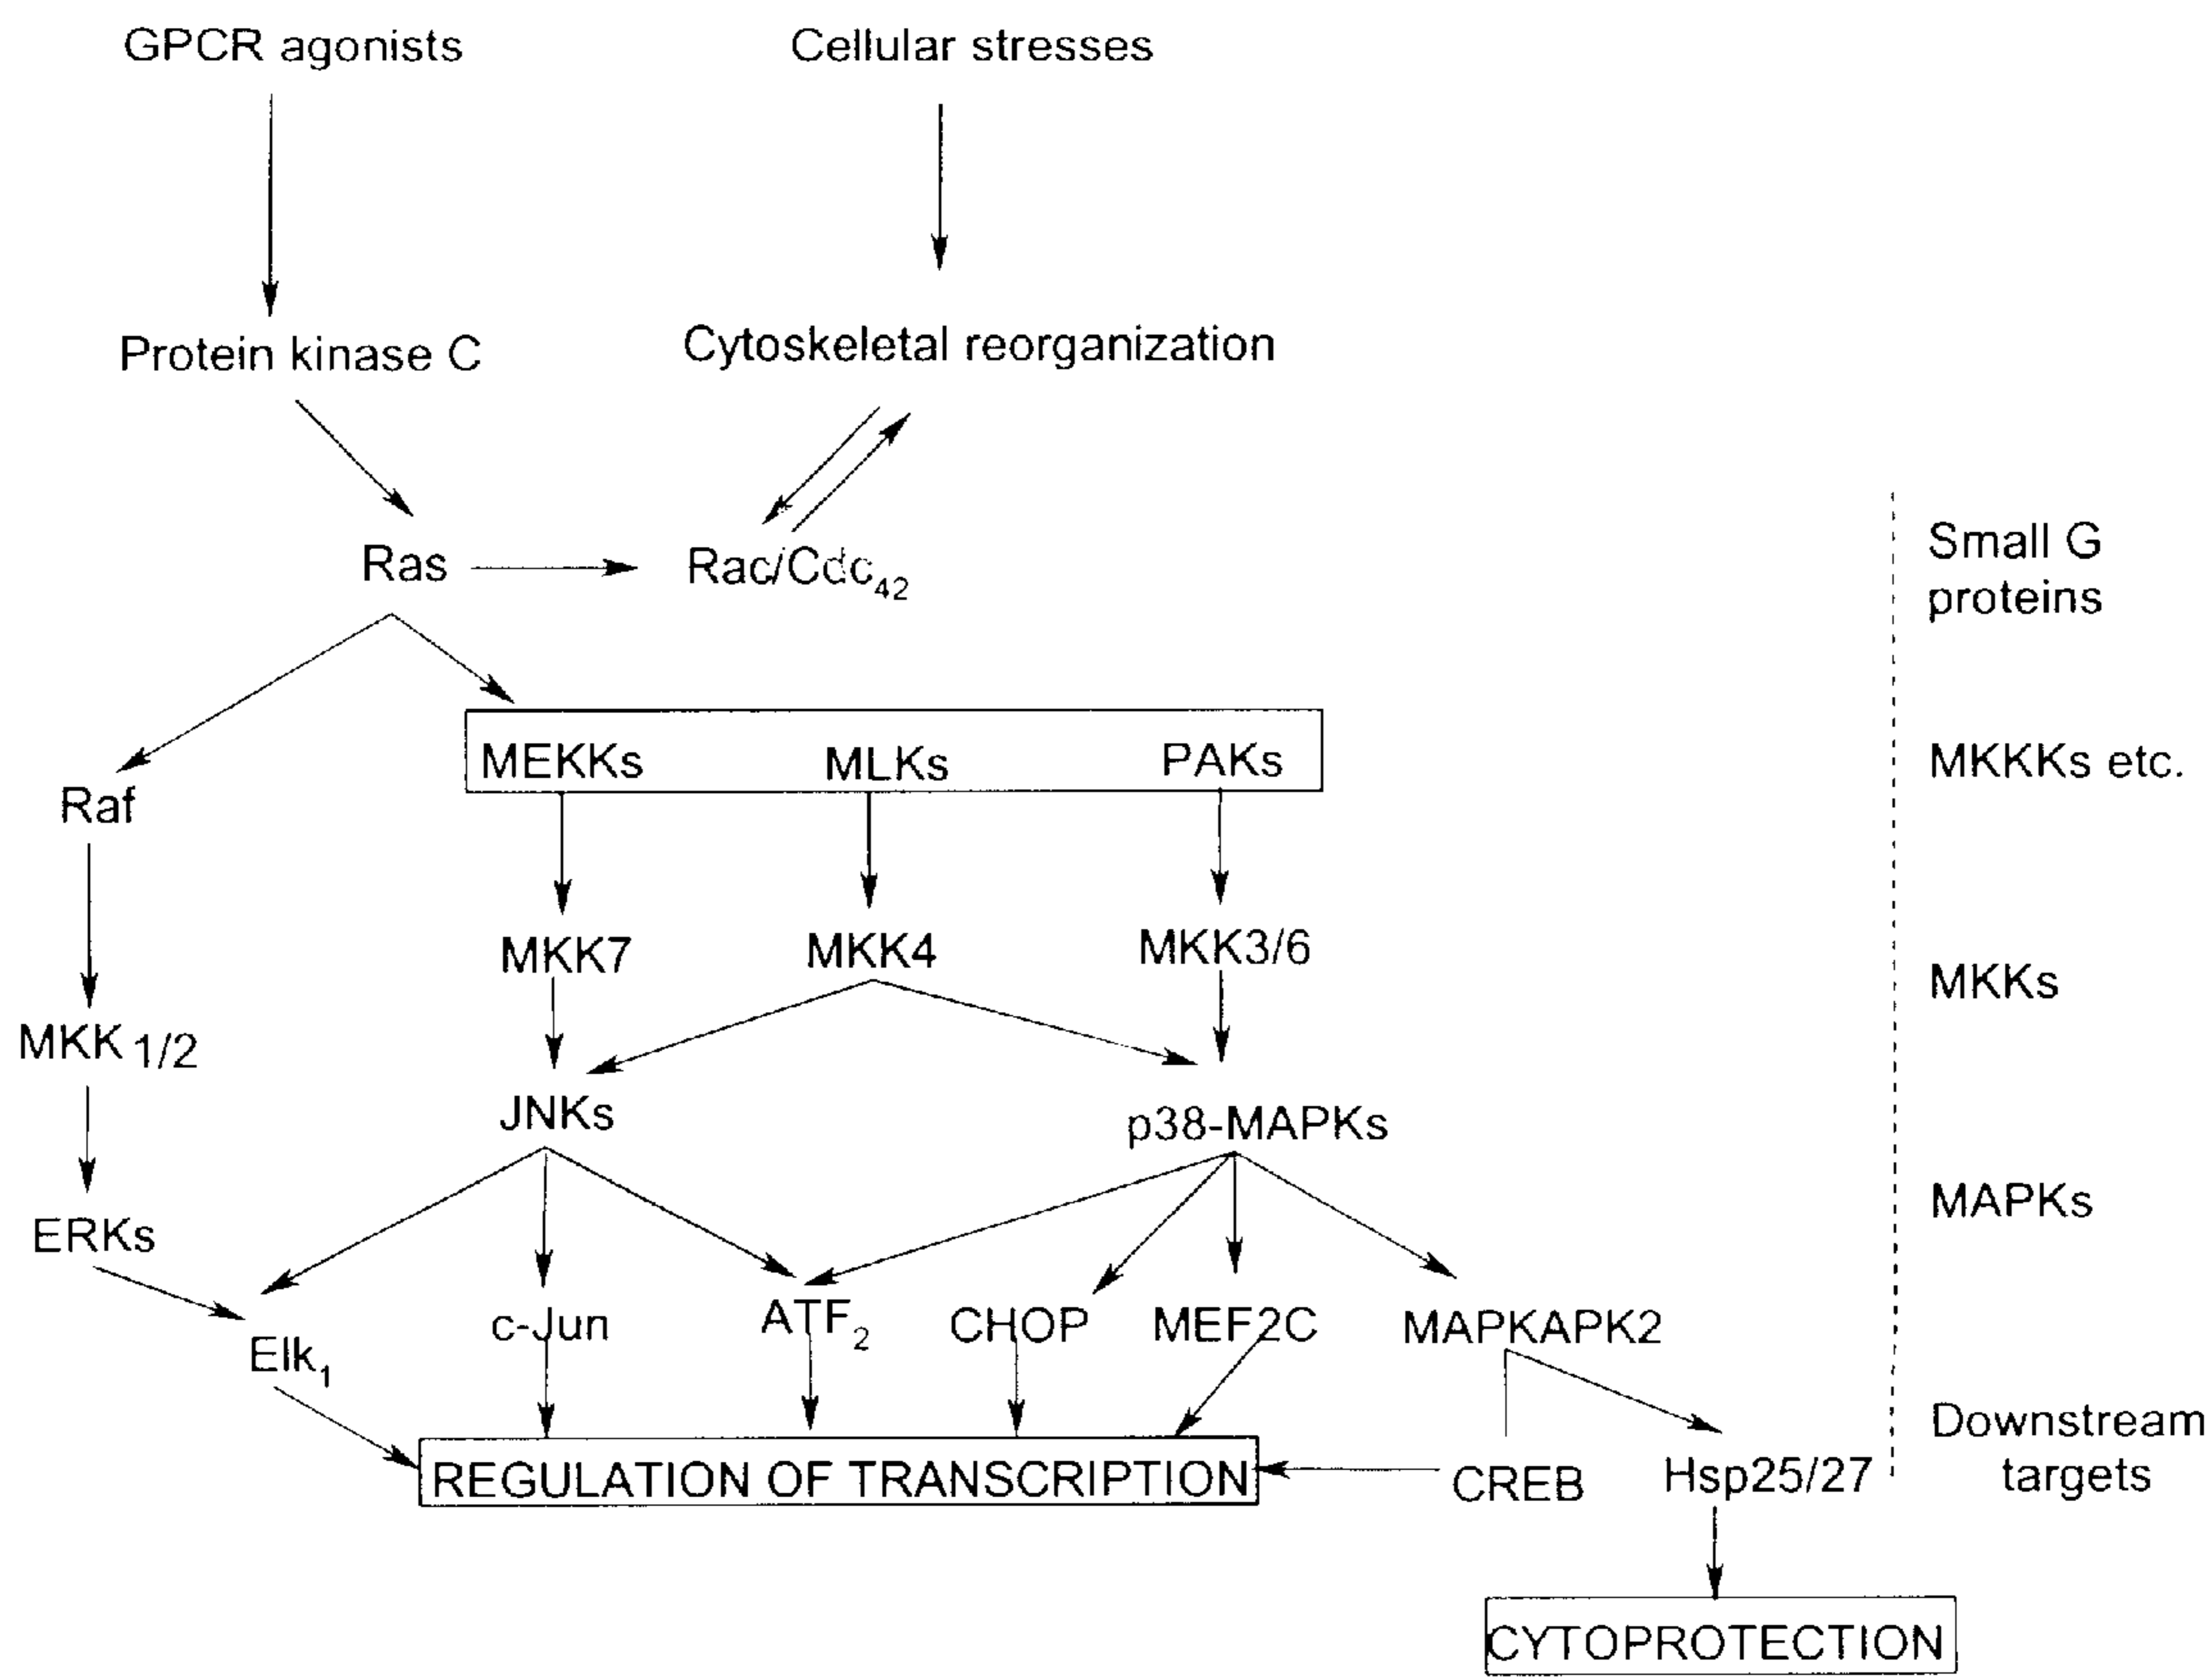 GPCR agonists
Cellular stresses
Protein kinase C
Cytoskeletal reorganization
Ras
Rac/Cdc42
Small G
proteins
MEKKs
MLKs
PAKs
MKKKs etc.
Raf
MKK7
MKK4
MKK3/6
MKKs
MKK 1/2
JNKs
p38-MAPKs
MAPKs
ERKs
Elk1
c-Jun
ATF2
CHOP
MEF2C
MAPKAPK2
Downstream
targets
REGULATION OF TRANSCRIPTION
CREB
Hsp25/27
CYTOPROTECTION